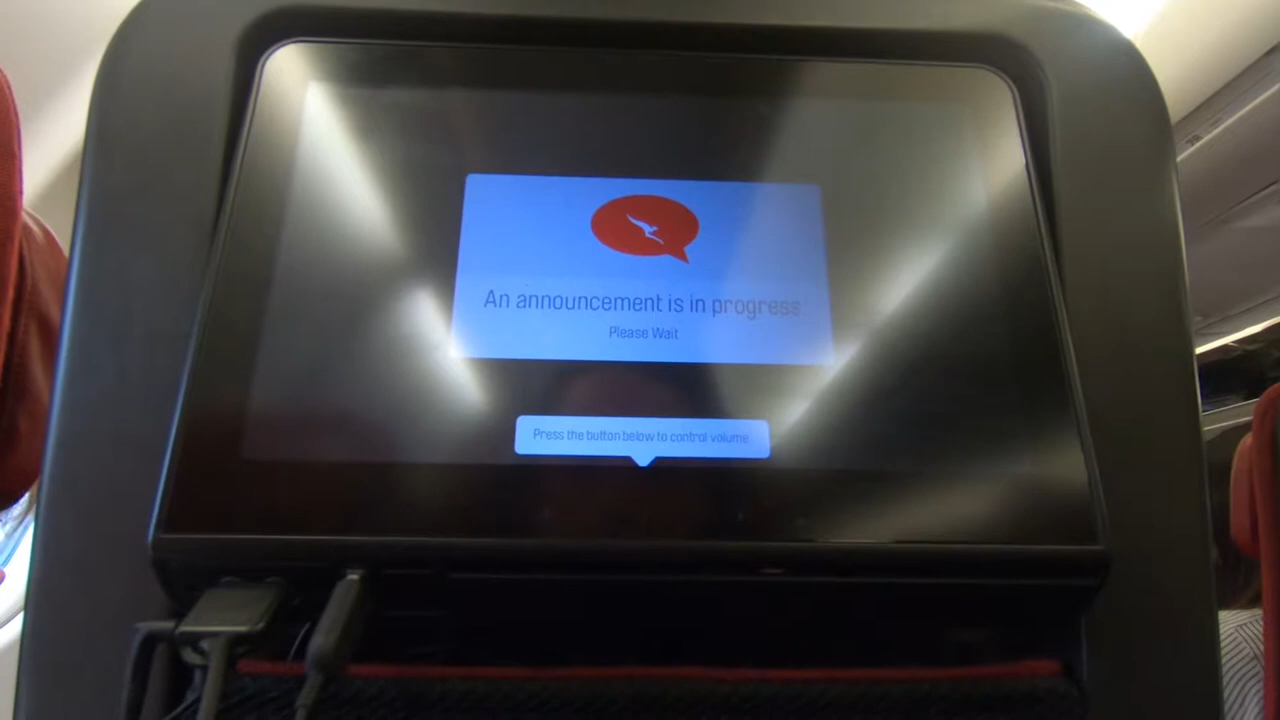 An announcement is in progress
Please Wait
Press the button below to control volume